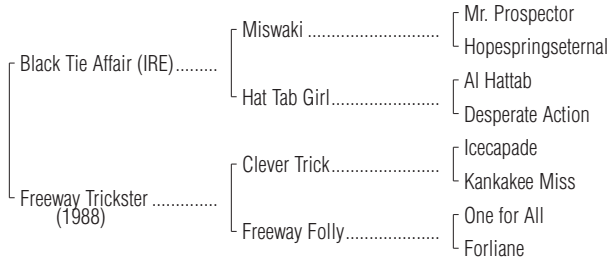 Mr. Prospector
Miswaki ............................
Hopespringseternal
Black Tie Affair (IRE).........
Al Hattab
Hat Tab Girl.......................
Desperate Action
Icecapade
Clever Trick.......................
Kankakee Miss
Freeway Trickster ..............
(1988)
One for All
Freeway Folly....................
Forliane